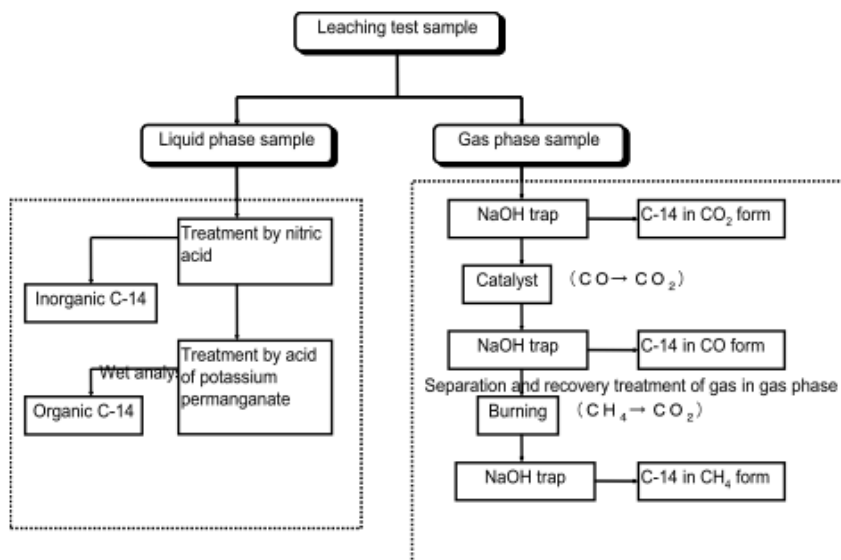 Leaching test sample
Liquid phase sample
Gas phase sample
Treatment by nitric
acid
Inorganic C-14
Treatment by acid
of potassium
permanganate
Wet analy
Organic C-14
NaOH trap
C-14 in CO₂ form
Catalyst
(CO→ CO₂)
NaOH trap
C-14 in CO form
Separation and recovery treatment of gas in gas phase
Burning
(CH₄→ CO₂)
NaOH trap
C-14 in CH₄ form